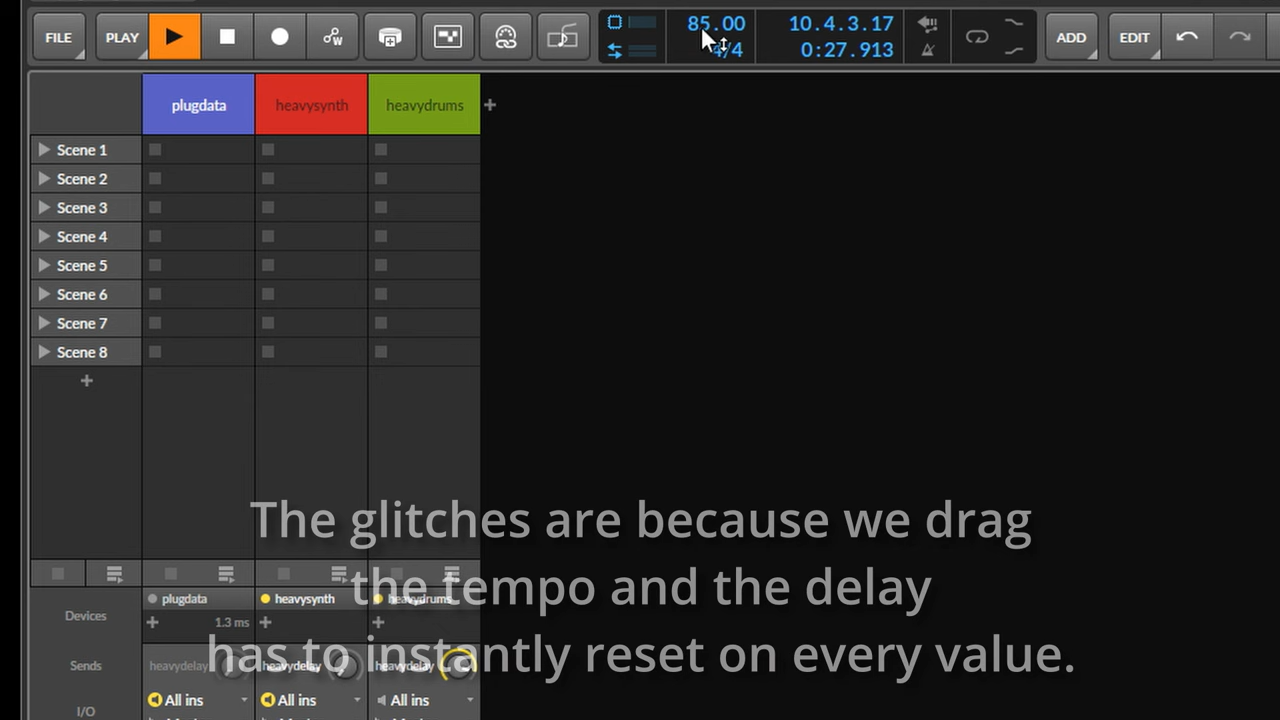 FILE PLAY 85.00 10.4.3.17 ADD EDIT
4/4 0:27.913
plugdata heavysynth heavydrums +
Scene 1
Scene 2
Scene 3
Scene 4
Scene 5
Scene 6
Scene 7
Scene 8
+
The glitches are because we drag
the tempo and the delay
has to instantly reset on every value.
Devices plugdata heavysynth heavydrums
+ 1.3 ms + +
Sends heavydelay heavydelay heavydelay
I/O All ins All ins All ins